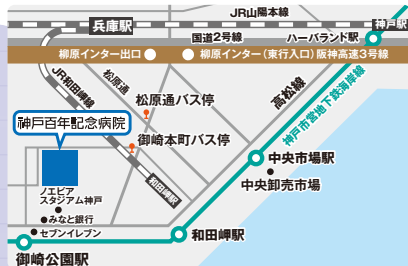 JR山陽本線
兵庫駅
神戸駅
国道2号線
ハーバランド駅
柳原インター出口
柳原インター（東行入口）阪神高速3号線
JR和田岬線
松原通
松原通バス停
高松線
神戸市営地下鉄海岸線
神戸百年記念病院
御崎本町バス停
中央市場駅
中央卸売市場
和田岬駅
ノエビア
スタジアム神戸
みなと銀行
セブンイレブン
和田岬駅
御崎公園駅